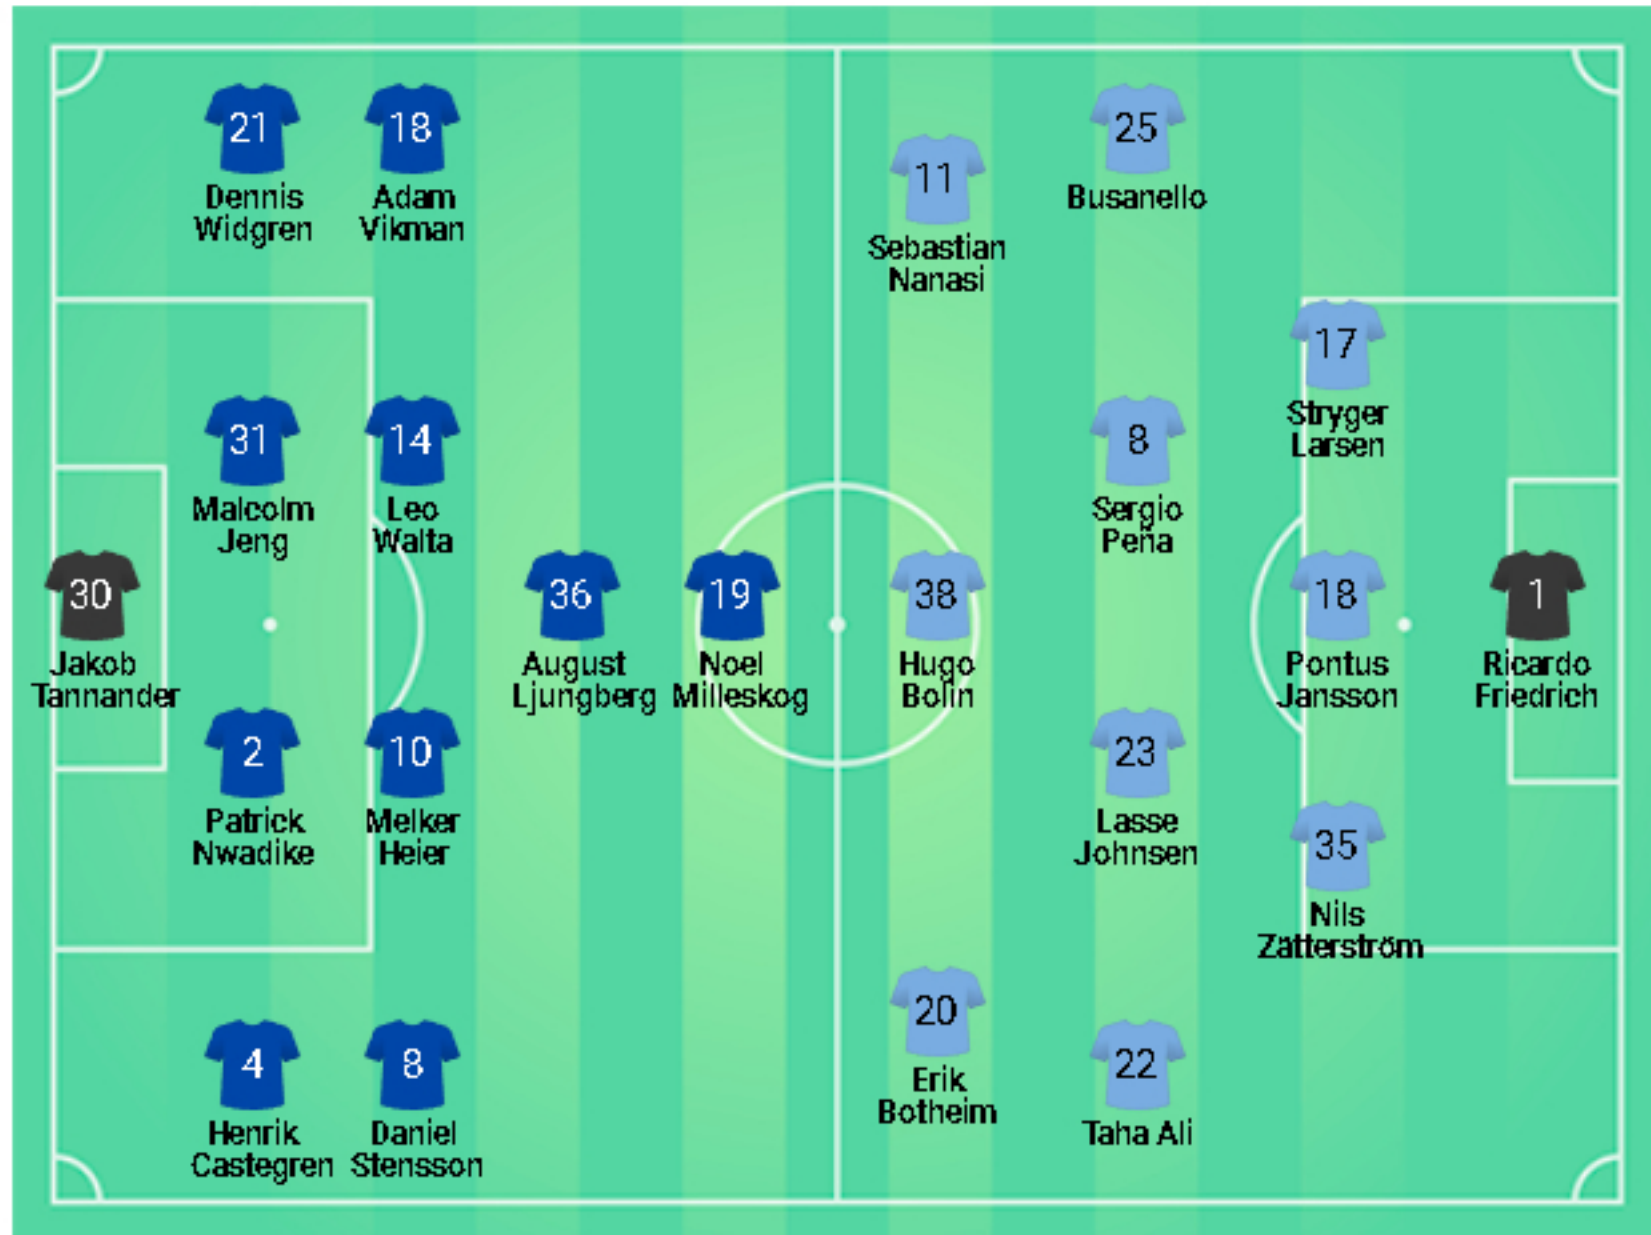 21
Dennis
Widgren
18
Adam
Vikman
11
Sebastian
Nanasi
25
Busanello
31
Malcolm
Jeng
14
Leo
Walta
8
Sergio
Peña
17
Stryger
Larsen
30
Jakob
Tannander
36
August
Ljungberg
19
Noel
Milleskog
38
Hugo
Bolin
18
Pontus
Jansson
1
Ricardo
Friedrich
2
Patrick
Nwadike
10
Melker
Heier
23
Lasse
Johnsen
35
Nils
Zätterström
4
Henrik
Castegren
8
Daniel
Stensson
20
Erik
Botheim
22
Taha Ali